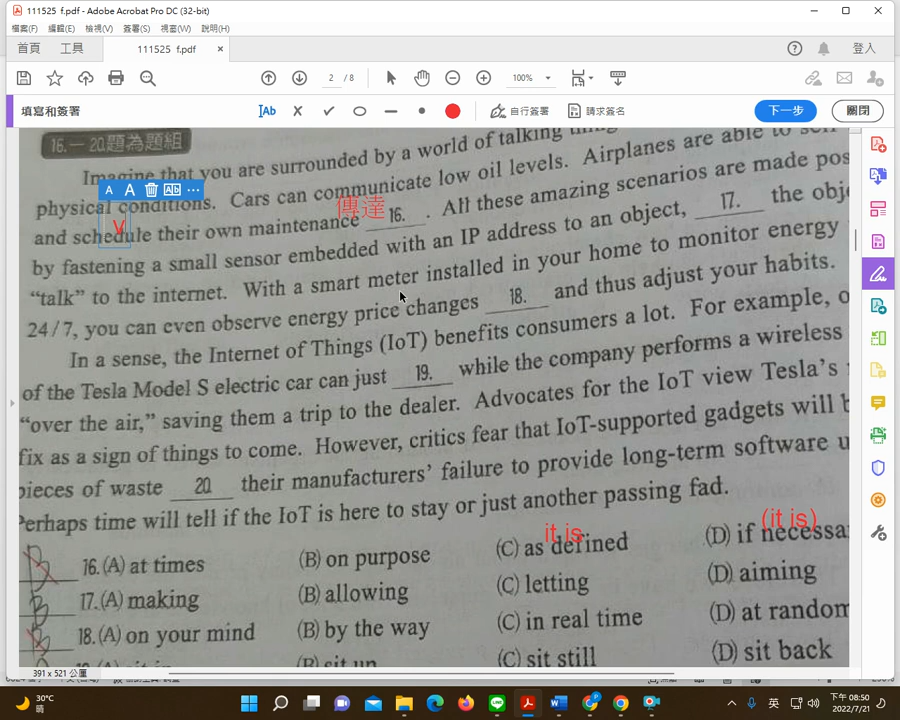 111525 f.pdf - Adobe Acrobat Pro DC (32-bit)
檔案(F) 編輯(E) 檢視(V) 簽署(S) 視窗(W) 說明(H)
首頁 工具 111525 f.pdf × 登入
2 / 8 100%
填寫和簽署 Ab 自行簽署 請求簽名 下一步 關閉
16.－20.題為題組
Imagine that you are surrounded by a world of talking
physical conditions. Cars can communicate low oil levels. Airplanes are able to
傳達
and schedule their own maintenance 16. . All these amazing scenarios are made pos
V
by fastening a small sensor embedded with an IP address to an object, 17. the obje
“talk” to the internet. With a smart meter installed in your home to monitor energy
24/7, you can even observe energy price changes 18. and thus adjust your habits.
In a sense, the Internet of Things (IoT) benefits consumers a lot. For example, o
of the Tesla Model S electric car can just 19. while the company performs a wireless
“over the air,” saving them a trip to the dealer. Advocates for the IoT view Tesla’s
fix as a sign of things to come. However, critics fear that IoT-supported gadgets will b
pieces of waste 20. their manufacturers’ failure to provide long-term software u
Perhaps time will tell if the IoT is here to stay or just another passing fad.
it is (it is)
D 16.(A) at times (B) on purpose (C) as defined (D) if necessa
B 17.(A) making (B) allowing (C) letting (D) aiming
B 18.(A) on your mind (B) by the way (C) in real time (D) at random
(C) sit still (D) sit back
391 x 521 公釐
30°C
晴
英
下午 08:50
2022/7/21